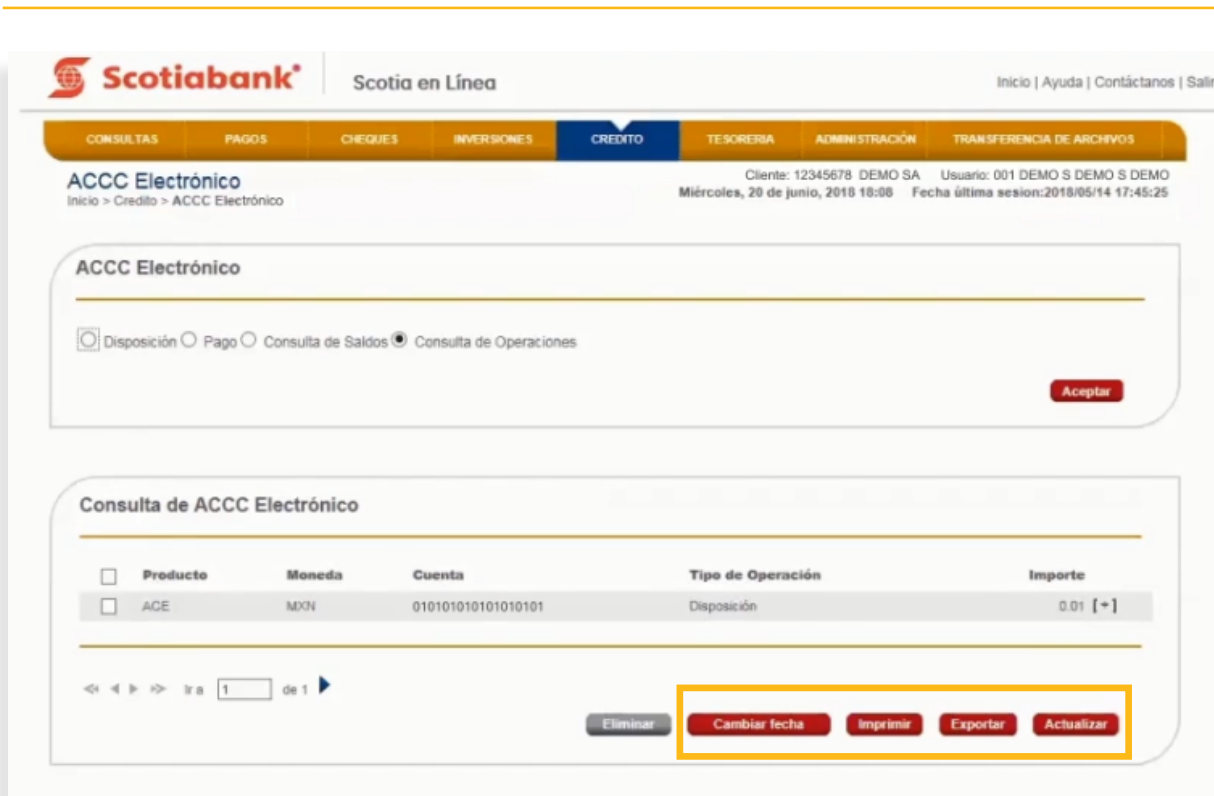 Scotiabank* Scotia en Línea Inicio | Ayuda | Contáctanos | Salir
CONSULTAS PAGOS CHEQUES INVERSIONES CREDITO TESORERIA ADMINISTRACIÓN TRANSFERENCIA DE ARCHIVOS
ACCC Electrónico Cliente: 12345678 DEMO SA Usuario: 001 DEMO S DEMO S DEMO
Inicio > Credito > ACCC Electrónico Miércoles, 20 de junio, 2018 18:08 Fecha última sesion:2018/05/14 17:45:25
ACCC Electrónico
Disposición Pago Consulta de Saldos Consulta de Operaciones
Aceptar
Consulta de ACCC Electrónico
Producto Moneda Cuenta Tipo de Operación Importe
ACE MXN 010101010101010101 Disposición 0.01 [+]
Ir a 1 de 1
Eliminar Cambiar fecha Imprimir Exportar Actualizar